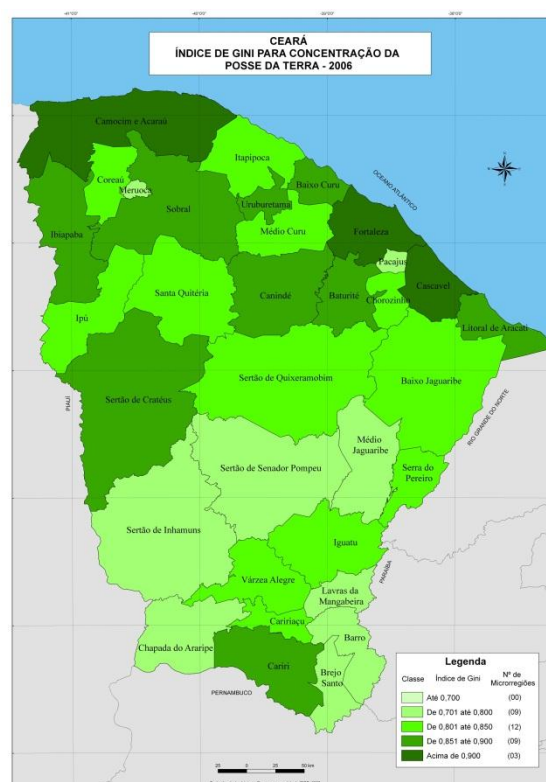 CEARÁ
ÍNDICE DE GINI PARA CONCENTRAÇÃO DA
POSSE DA TERRA - 2006
Camocim e Acaraú
Itapipoca
OCEANO ATLÂNTICO
Coreaú
Meruoca
Baixo Curu
Sobral
Uruburetama
Ibiapaba
Médio Curu
Fortaleza
Pacajus
Santa Quitéria
Canindé
Baturité
Chorozinho
Cascavel
Ipú
Litoral de Aracati
Sertão de Quixeramobim
Baixo Jaguaribe
Sertão de Cratéus
PIAUÍ
RIO GRANDE DO NORTE
Médio
Jaguaribe
Sertão de Senador Pompeu
Serra do
Pereiro
Sertão de Inhamuns
Iguatu
Várzea Alegre
PARAÍBA
Lavras da
Mangabeira
Caririaçu
Chapada do Araripe
Barro
Cariri
Brejo
Santo
PERNAMBUCO
Legenda
Classe Índice de Gini Nº de Microrregiões
Até 0,700 (00)
De 0,701 até 0,800 (09)
De 0,801 até 0,850 (12)
De 0,851 até 0,900 (09)
Acima de 0,900 (03)